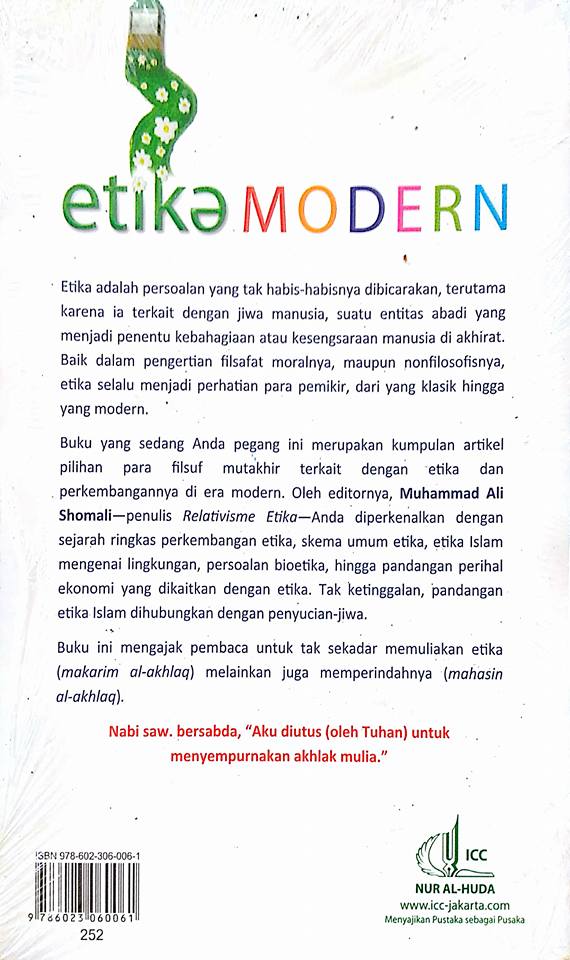 etika MODERN
Etika adalah persoalan yang tak habis-habisnya dibicarakan, terutama
karena ia terkait dengan jiwa manusia, suatu entitas abadi yang
menjadi penentu kebahagiaan atau kesengsaraan manusia di akhirat.
Baik dalam pengertian filsafat moralnya, maupun nonfilosofisnya,
etika selalu menjadi perhatian para pemikir, dari yang klasik hingga
yang modern.
Buku yang sedang Anda pegang ini merupakan kumpulan artikel
pilihan para filsuf mutakhir terkait dengan etika dan
perkembangannya di era modern. Oleh editornya, Muhammad Ali
Shomali—penulis Relativisme Etika—Anda diperkenalkan dengan
sejarah ringkas perkembangan etika, skema umum etika, etika Islam
mengenai lingkungan, persoalan bioetika, hingga pandangan perihal
ekonomi yang dikaitkan dengan etika. Tak ketinggalan, pandangan
etika Islam dihubungkan dengan penyucian-jiwa.
Buku ini mengajak pembaca untuk tak sekadar memuliakan etika
(makarim al-akhlaq) melainkan juga memperindahnya (mahasin
al-akhlaq).
Nabi saw. bersabda, “Aku diutus (oleh Tuhan) untuk
menyempurnakan akhlak mulia.”
ISBN 978-602-306-006-1
9 786023 060061
252
ICC
NUR AL-HUDA
www.icc-jakarta.com
Menyajikan Pustaka sebagai Pusaka